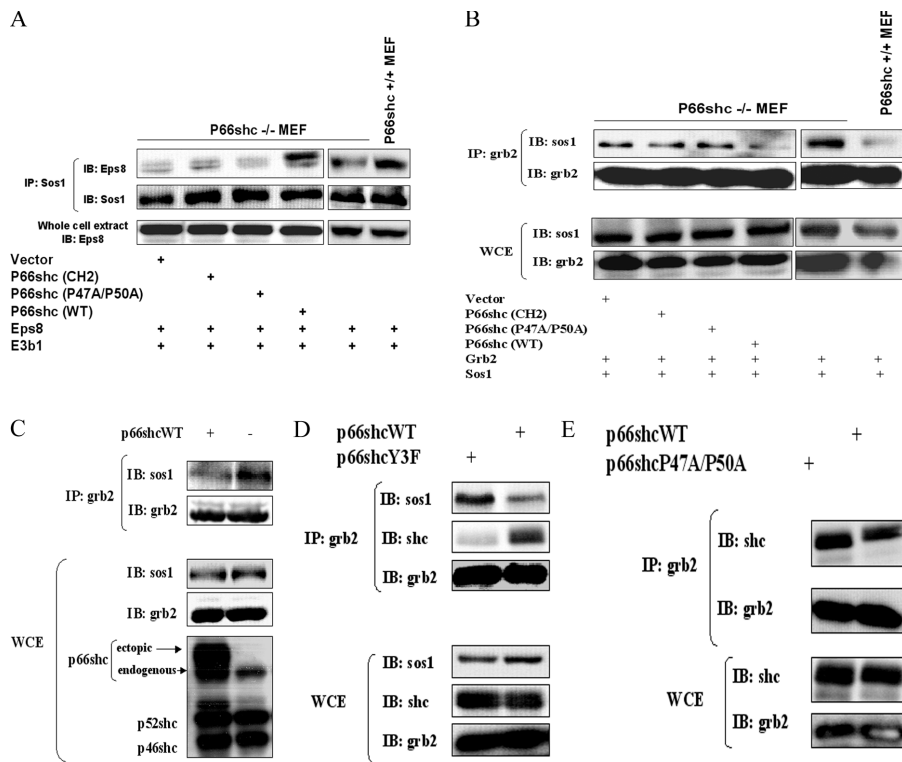 A
P66shc -/- MEF
P66shc +/+ MEF
IP: Sos1
IB: Eps8
IB: Sos1
Whole cell extract
IB: Eps8
Vector +
P66shc (CH2) +
P66shc (P47A/P50A) +
P66shc (WT) +
Eps8 + + + + + +
E3b1 + + + + + +
B
P66shc -/- MEF
P66shc +/+ MEF
IP: grb2
IB: sos1
IB: grb2
WCE
IB: sos1
IB: grb2
Vector +
P66shc (CH2) +
P66shc (P47A/P50A) +
P66shc (WT) +
Grb2 + + + + + +
Sos1 + + + + + +
C
p66shcWT + -
IP: grb2
IB: sos1
IB: grb2
WCE
IB: sos1
IB: grb2
p66shc
ectopic
endogenous
p52shc
p46shc
D
p66shcWT +
p66shcY3F +
IP: grb2
IB: sos1
IB: shc
IB: grb2
WCE
IB: sos1
IB: shc
IB: grb2
E
p66shcWT +
p66shcP47A/P50A +
IP: grb2
IB: shc
IB: grb2
WCE
IB: shc
IB: grb2